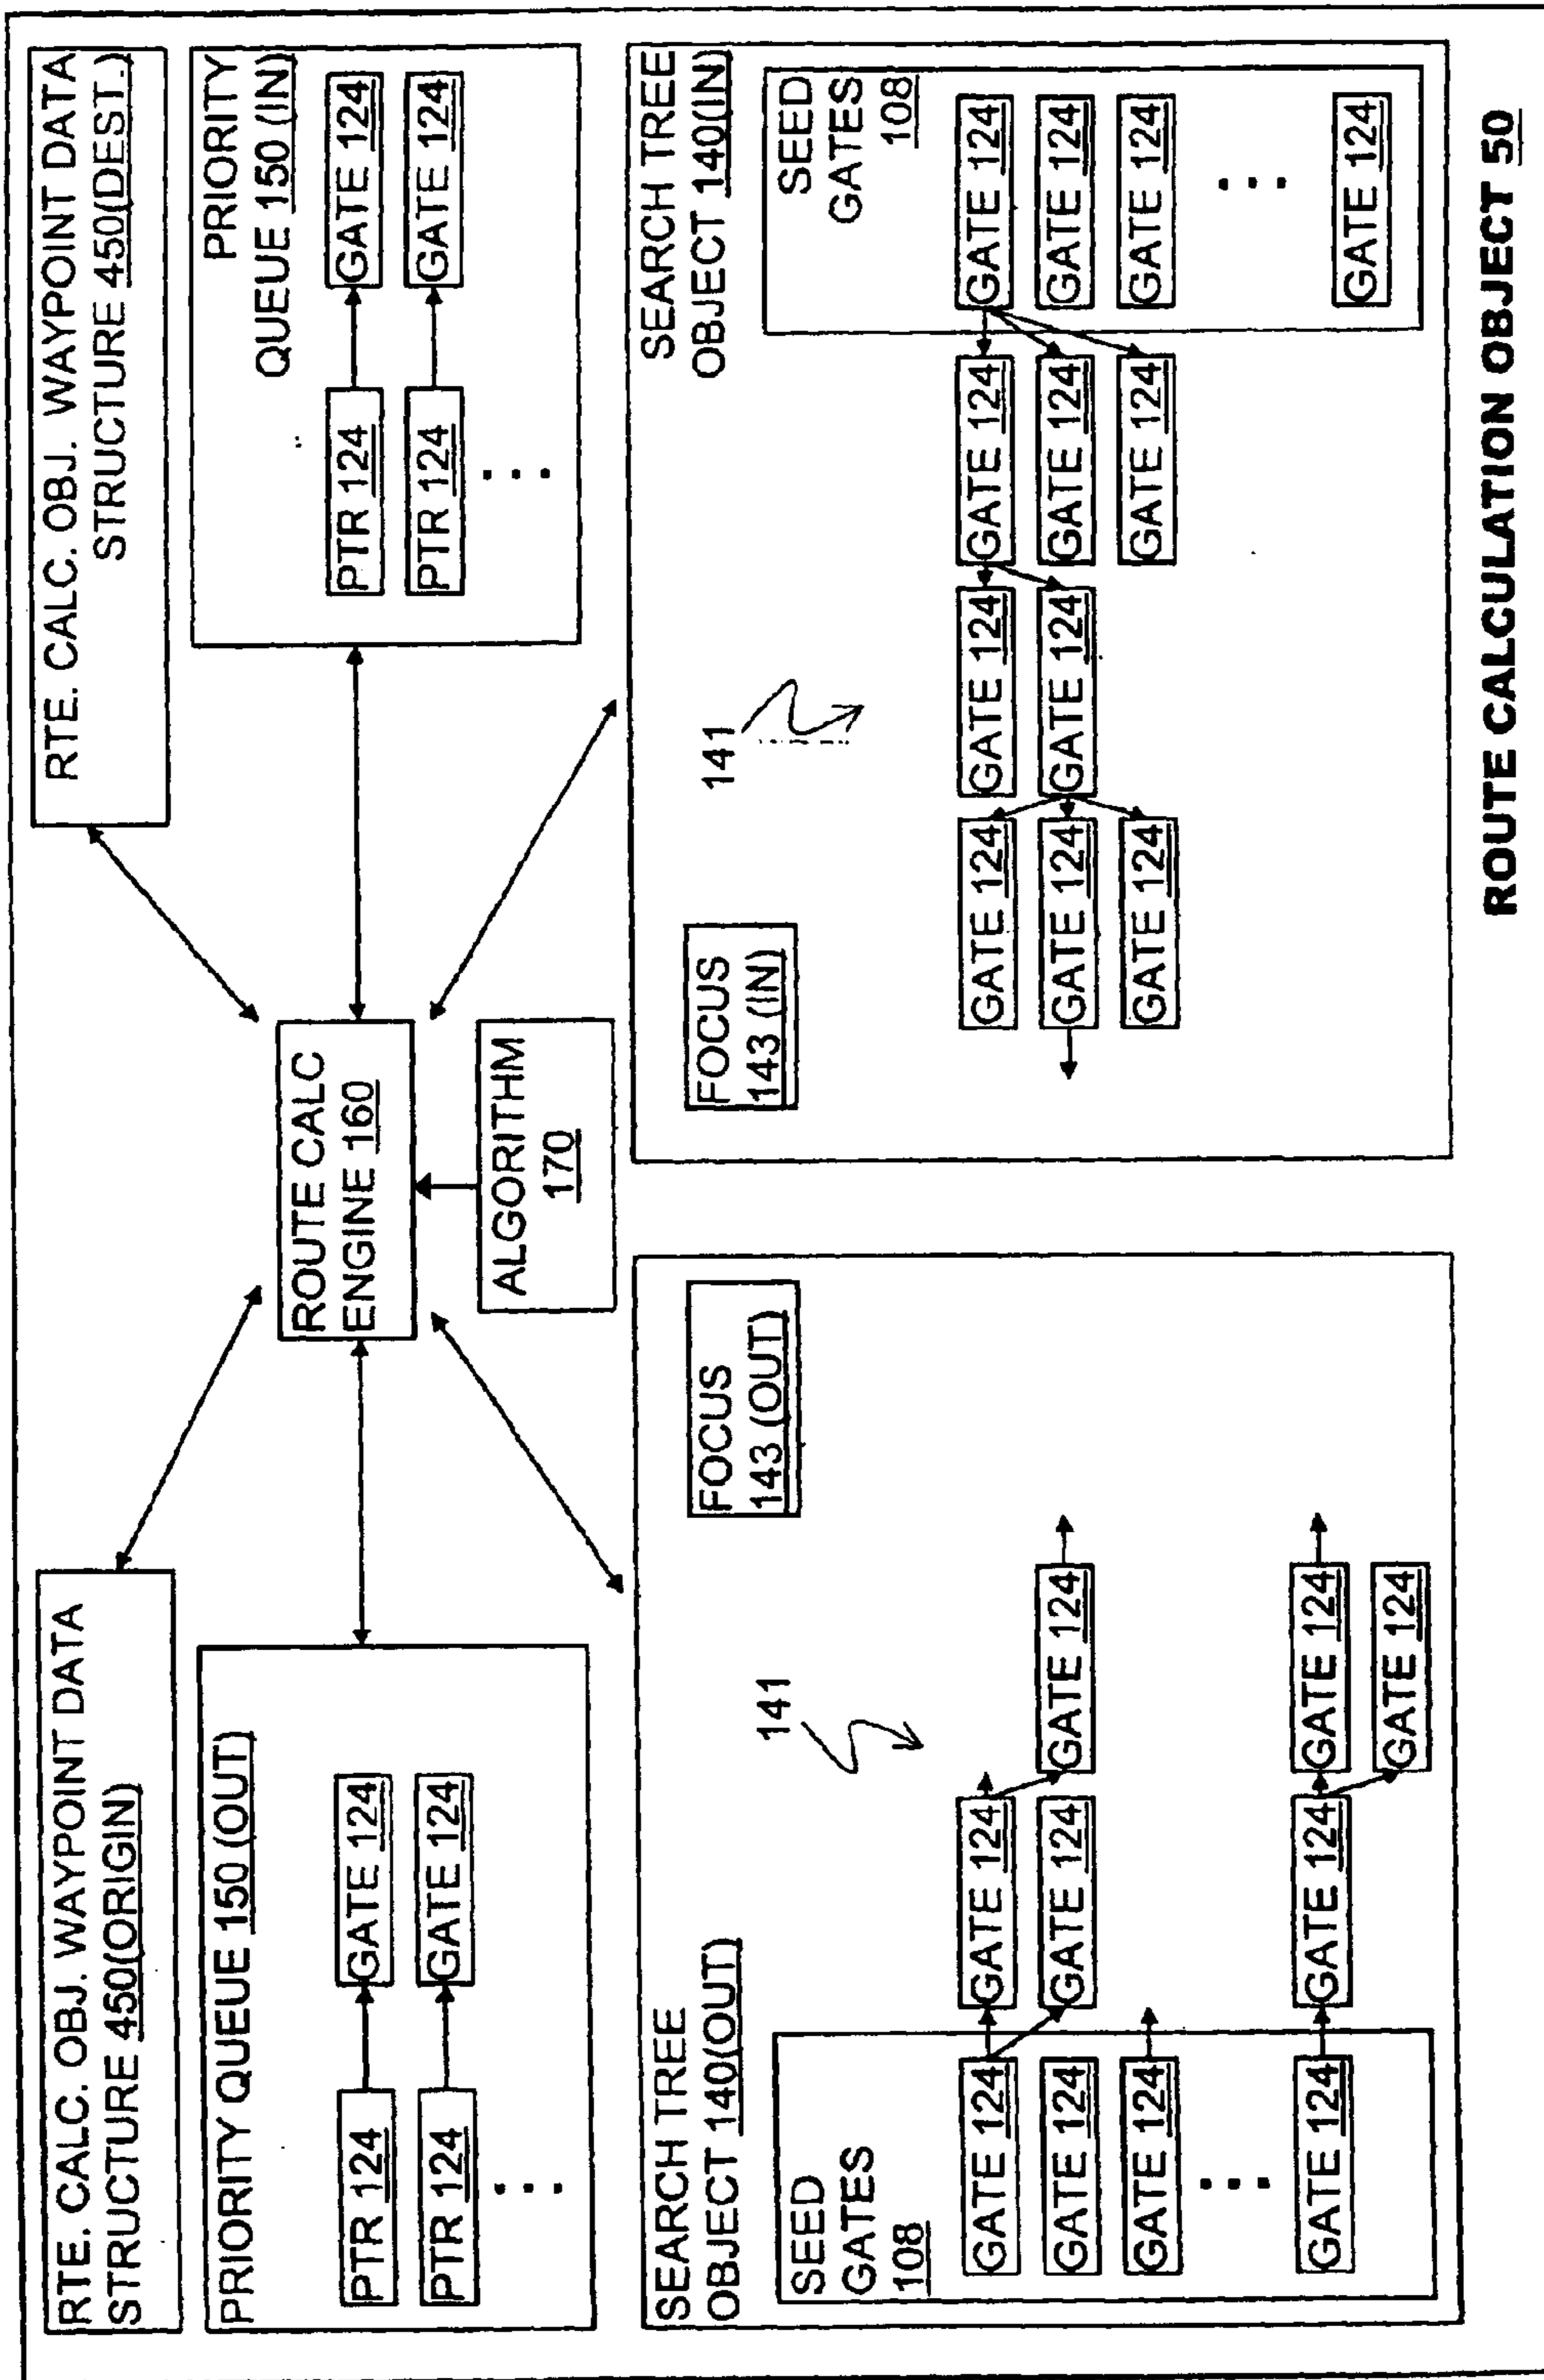 RTE. CALC. OBJ. WAYPOINT DATA
STRUCTURE 450(ORIGIN)
RTE. CALC. OBJ. WAYPOINT DATA
STRUCTURE 450(DEST.)
PRIORITY QUEUE 150 (OUT)
PTR 124
GATE 124
PTR 124
GATE 124
ROUTE CALC
ENGINE 160
ALGORITHM
170
PRIORITY
QUEUE 150 (IN)
PTR 124
GATE 124
PTR 124
GATE 124
SEARCH TREE
OBJECT 140(OUT)
FOCUS
143 (OUT)
SEED
GATES
108
141
GATE 124
GATE 124
GATE 124
GATE 124
GATE 124
GATE 124
GATE 124
GATE 124
GATE 124
GATE 124
SEARCH TREE
OBJECT 140(IN)
FOCUS
143 (IN)
141
SEED
GATES
108
GATE 124
GATE 124
GATE 124
GATE 124
GATE 124
GATE 124
GATE 124
GATE 124
GATE 124
GATE 124
GATE 124
GATE 124
ROUTE CALCULATION OBJECT 50